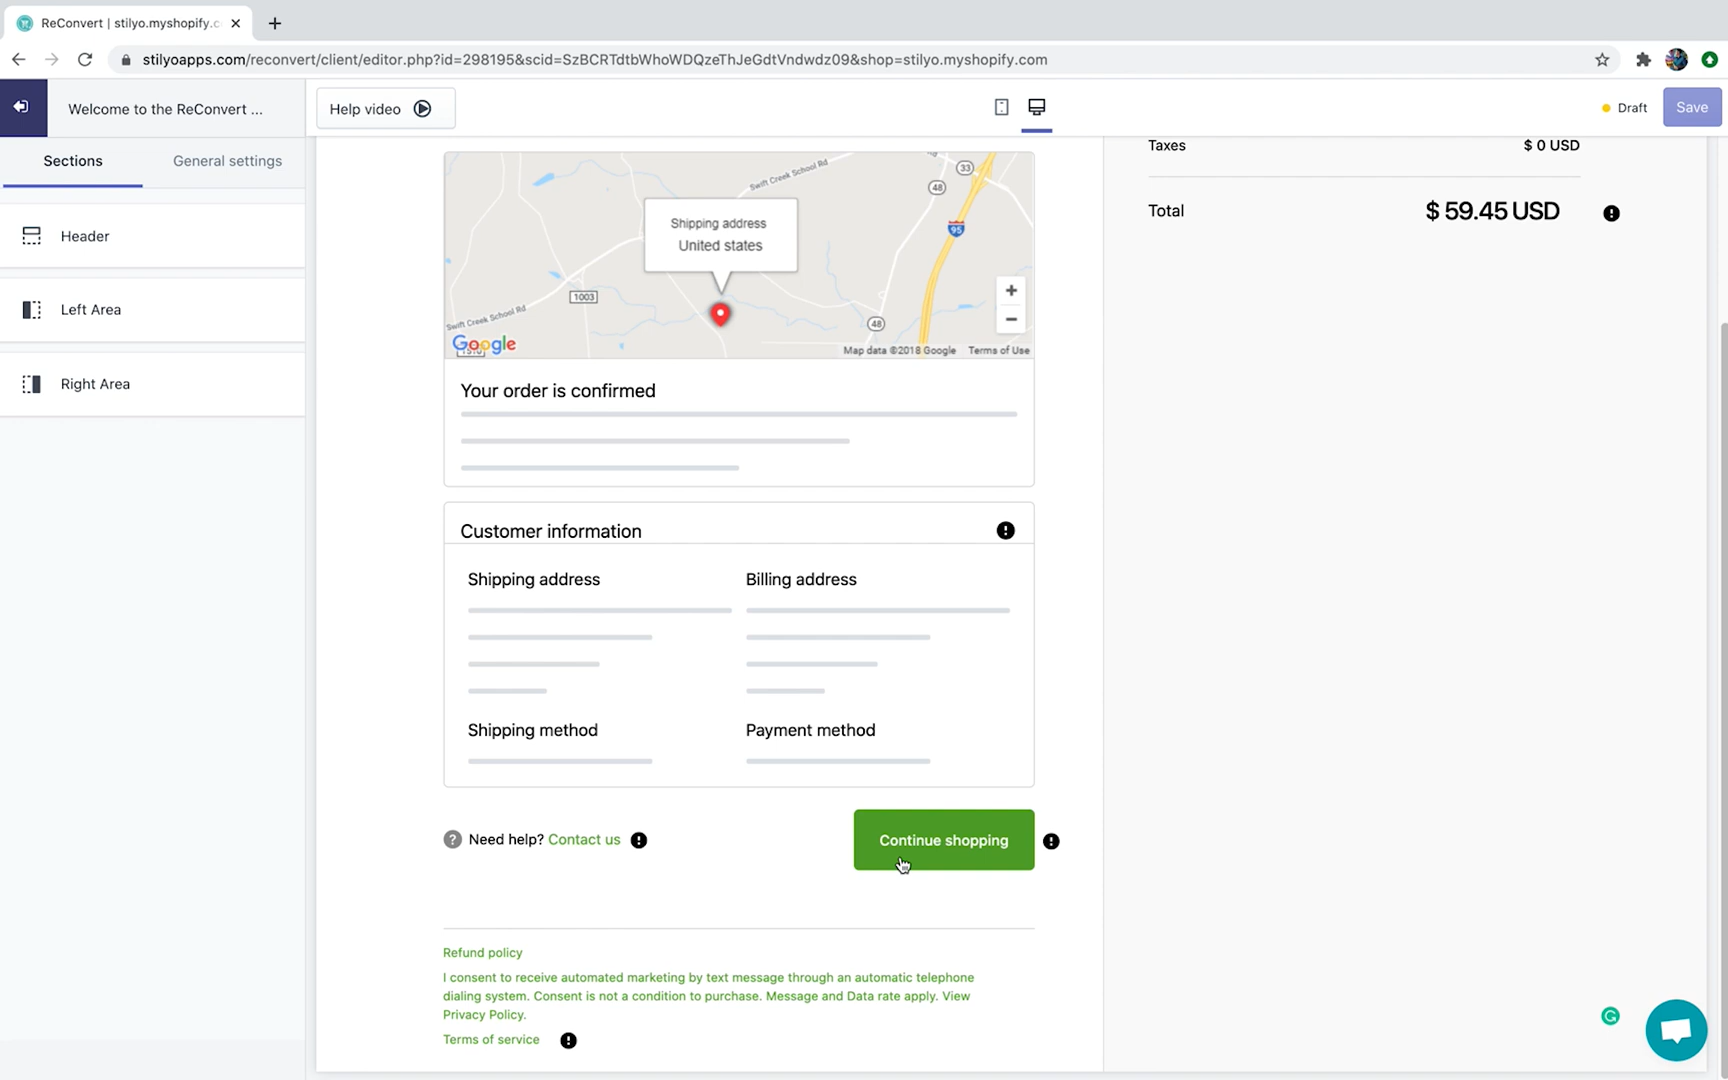 ReConvert | stilyo.myshopify.c
stilyoapps.com/reconvert/client/editor.php?id=298195&scid=SzBCRTdtbWhoWDQzeThJeGdtVndwdz09&shop=stilyo.myshopify.com
Welcome to the ReConvert ...
Help video
Draft
Save
Sections
General settings
Header
Left Area
Right Area
Swift Creek School Rd
33
48
95
Shipping address
United states
1003
48
Swift Creek School Rd
+
−
Google
Map data ©2018 Google
Terms of Use
Your order is confirmed
Customer information
Shipping address
Billing address
Shipping method
Payment method
Need help? Contact us
Continue shopping
Refund policy
I consent to receive automated marketing by text message through an automatic telephone
dialing system. Consent is not a condition to purchase. Message and Data rate apply. View
Privacy Policy.
Terms of service
Taxes
$ 0 USD
Total
$ 59.45 USD